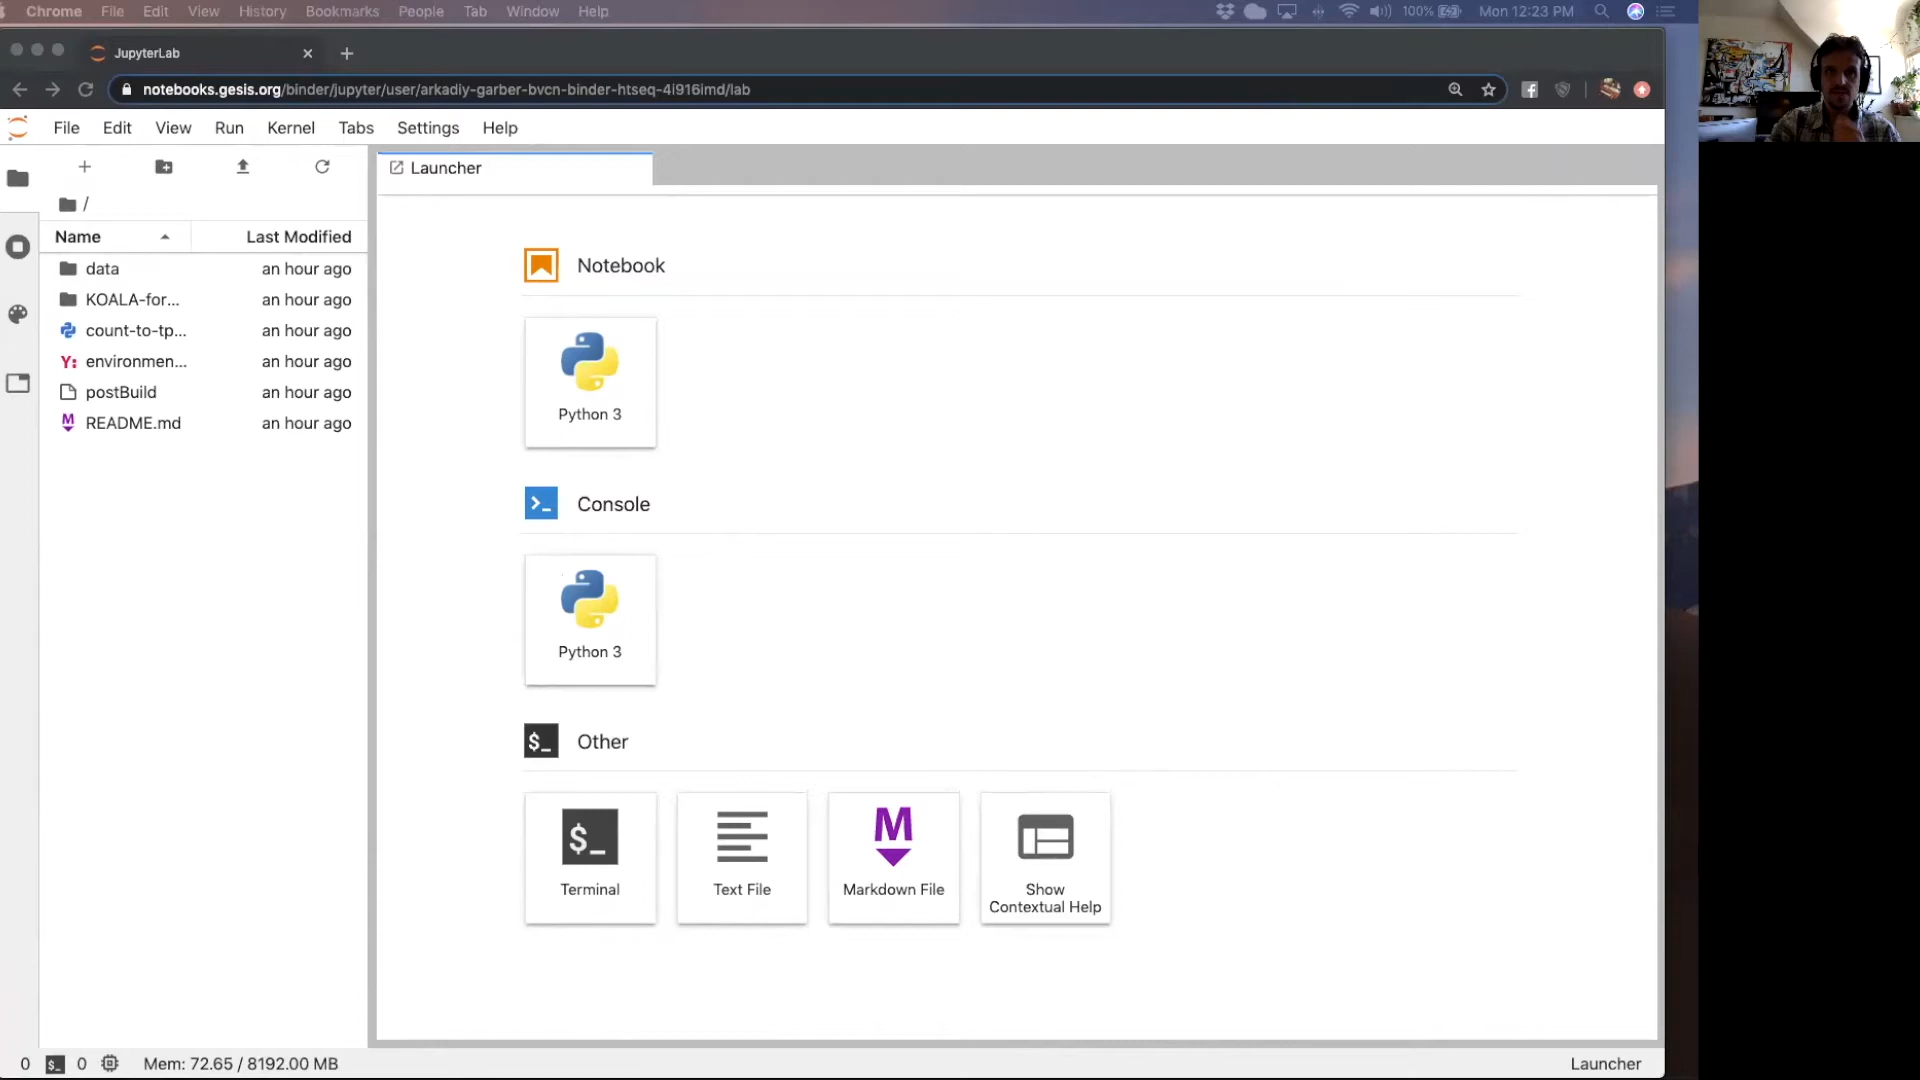 Chrome File Edit View History Bookmarks People Tab Window Help 100% Mon 12:23 PM
JupyterLab
notebooks.gesis.org/binder/jupyter/user/arkadiy-garber-bvcn-binder-htseq-4i916imd/lab
File Edit View Run Kernel Tabs Settings Help
Launcher
/
Name Last Modified
data an hour ago
KOALA-for... an hour ago
count-to-tp... an hour ago
Y: environmen... an hour ago
postBuild an hour ago
M README.md an hour ago
Notebook
Python 3
>_ Console
Python 3
$_ Other
$_ M
Terminal Text File Markdown File Show
Contextual Help
0 $_ 0 Mem: 72.65 / 8192.00 MB Launcher